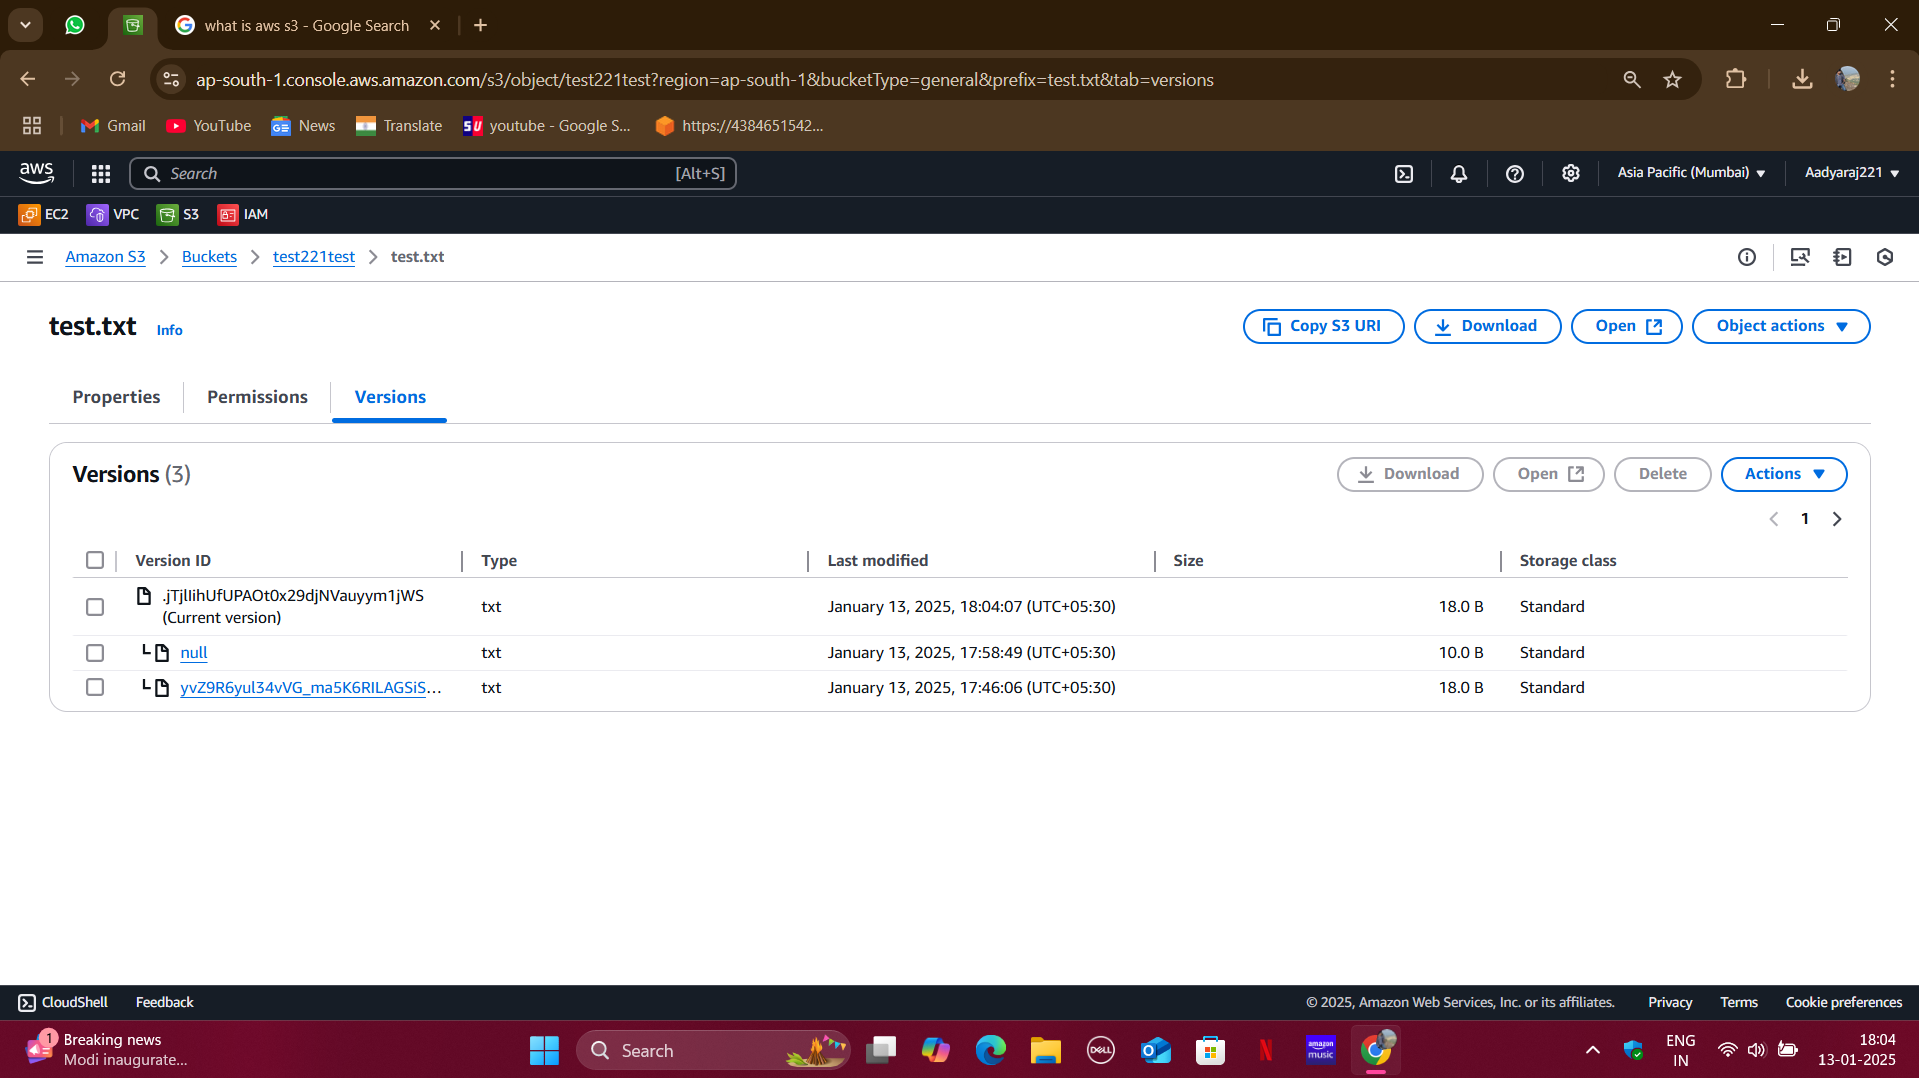 what is aws s3 - Google Search
ap-south-1.console.aws.amazon.com/s3/object/test221test?region=ap-south-1&bucketType=general&prefix=test.txt&tab=versions
Gmail YouTube News Translate youtube - Google S... https://4384651542...
aws Search [Alt+S] Asia Pacific (Mumbai) Aadyaraj221
EC2 VPC S3 IAM
Amazon S3 Buckets test221test test.txt
test.txt Info Copy S3 URI Download Open Object actions
Properties Permissions Versions
Versions (3) Download Open Delete Actions
1
Version ID Type Last modified Size Storage class
.jTjlIihUfUPAOt0x29djNVauyym1jWS
(Current version) txt January 13, 2025, 18:04:07 (UTC+05:30) 18.0 B Standard
null txt January 13, 2025, 17:58:49 (UTC+05:30) 10.0 B Standard
yvZ9R6yul34vVG_ma5K6RILAGSiS... txt January 13, 2025, 17:46:06 (UTC+05:30) 18.0 B Standard
CloudShell Feedback © 2025, Amazon Web Services, Inc. or its affiliates. Privacy Terms Cookie preferences
1 Breaking news
Modi inaugurate...
Search
DELL
amazon music
ENG
IN
18:04
13-01-2025